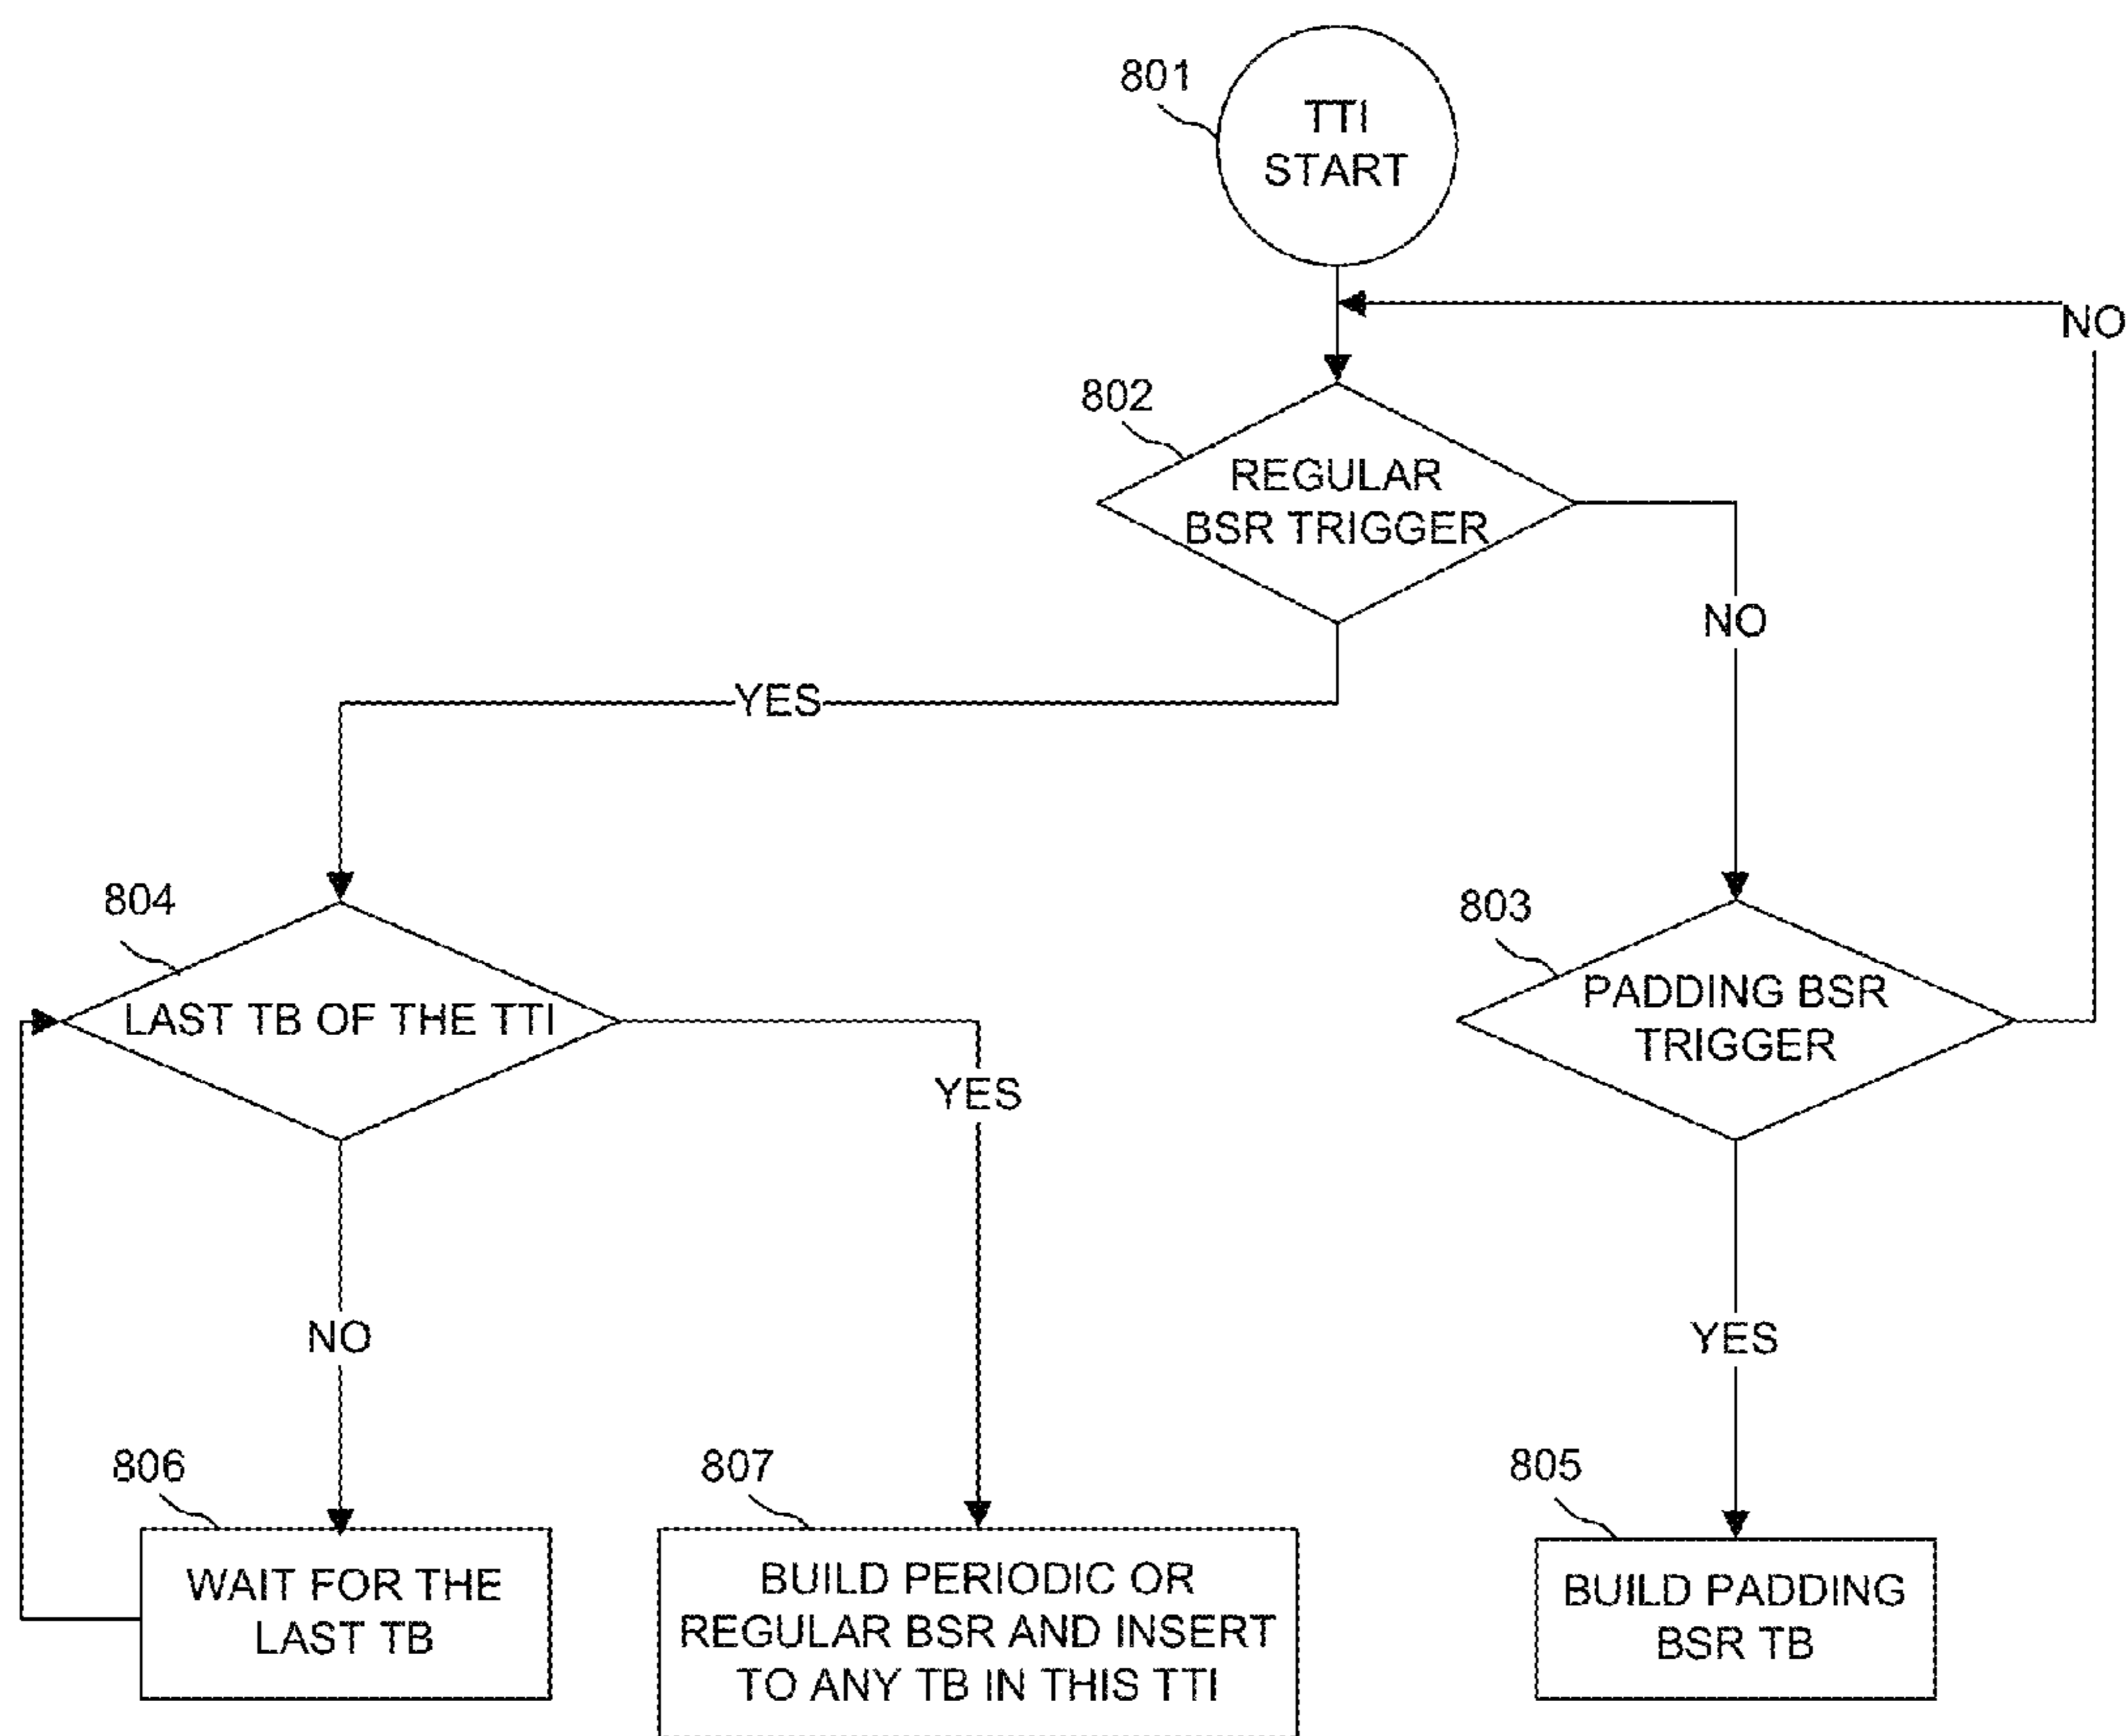 801
TTI
START
NO
802
REGULAR
BSR TRIGGER
NO
YES
804
LAST TB OF THE TTI
803
PADDING BSR
TRIGGER
YES
NO
YES
806
WAIT FOR THE
LAST TB
807
BUILD PERIODIC OR
REGULAR BSR AND INSERT
TO ANY TB IN THIS TTI
805
BUILD PADDING
BSR TB